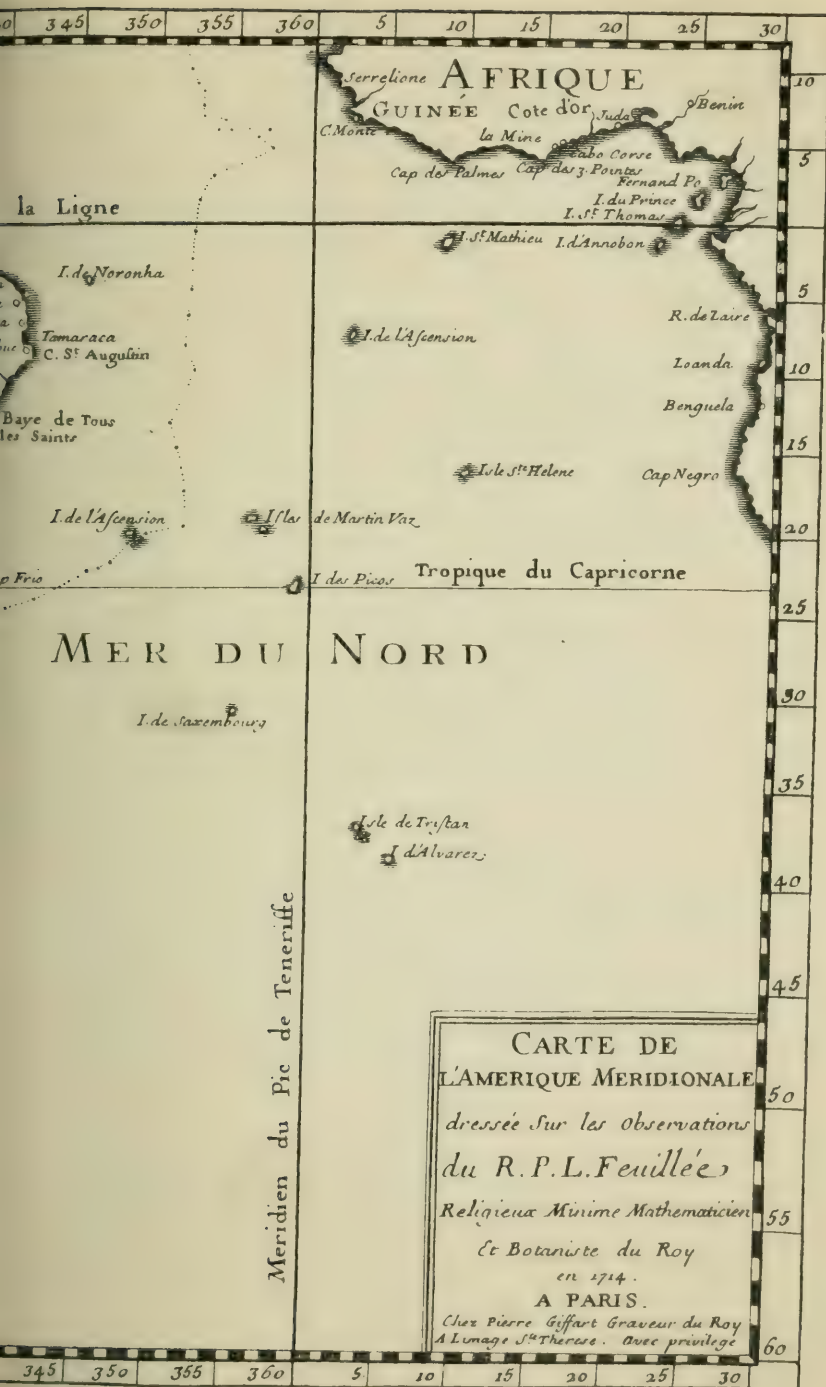 345 350 355 360 5 10 15 20 25 30
Serrelione AFRIQUE
10
GUINÉE Cote d'or Juda Benin
C. Monte la Mine
Cabo Corse
5
Cap des Palmes Cap des 3. Pointes
Fernand Po
I. du Prince
la Ligne
I. St. Thomas
I. St. Mathieu I. d'Annobon
I. de Noronha
5
R. de Zaire
Tamaraca I. de l'Ascension
C. St. Augustin
Loanda
10
Benguela
Baye de Tous
les Saints
15
Isle Ste. Helene Cap Negro
I. de l'Ascension Isles de Martin Vaz
20
p Frio I des Picos Tropique du Capricorne
25
MER DU NORD
30
I. de Saxembourg
35
Isle de Tristan
I d'Alvarez
40
Meridien du Pic de Teneriffe
45
CARTE DE
L'AMERIQUE MERIDIONALE
50
dressée Sur les Observations
du R. P. L. Feuillée
Religieux Minime Mathematicien
55
Et Botaniste du Roy
en 1714.
A PARIS.
Chez Pierre Giffart Graveur du Roy
A Limage Ste Therese. avec privilege
60
345 350 355 360 5 10 15 20 25 30